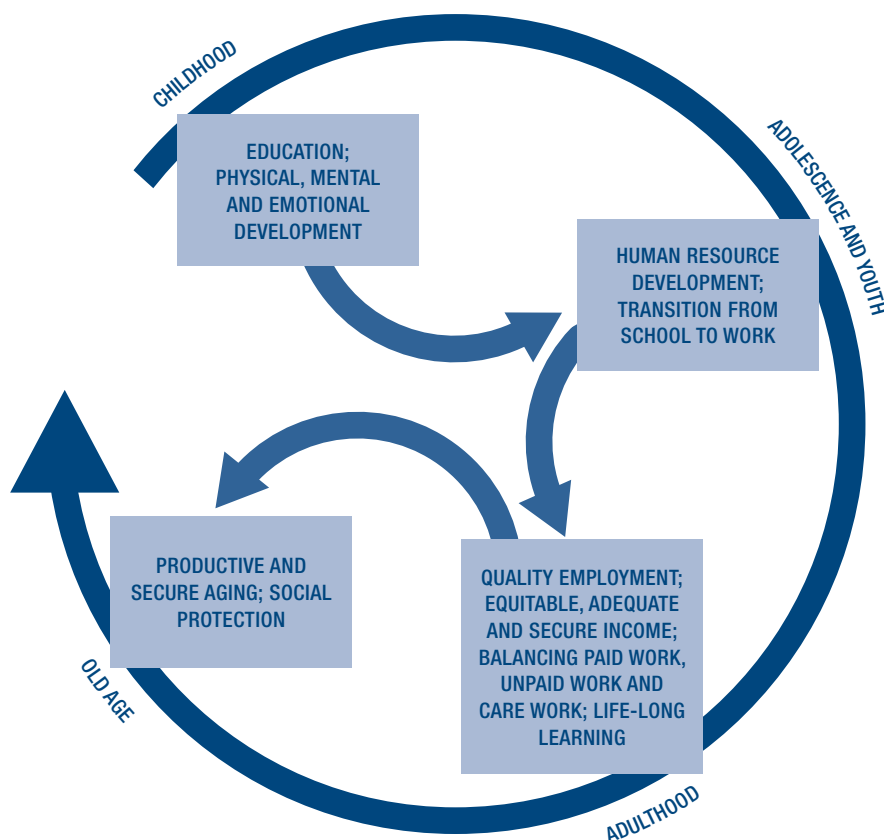 CHILDHOOD
EDUCATION;
PHYSICAL, MENTAL
AND EMOTIONAL
DEVELOPMENT
ADOLESCENCE AND YOUTH
HUMAN RESOURCE
DEVELOPMENT;
TRANSITION FROM
SCHOOL TO WORK
QUALITY EMPLOYMENT;
EQUITABLE, ADEQUATE
AND SECURE INCOME;
BALANCING PAID WORK,
UNPAID WORK AND
CARE WORK; LIFE-LONG
LEARNING
ADULTHOOD
PRODUCTIVE AND
SECURE AGING; SOCIAL
PROTECTION
OLD AGE